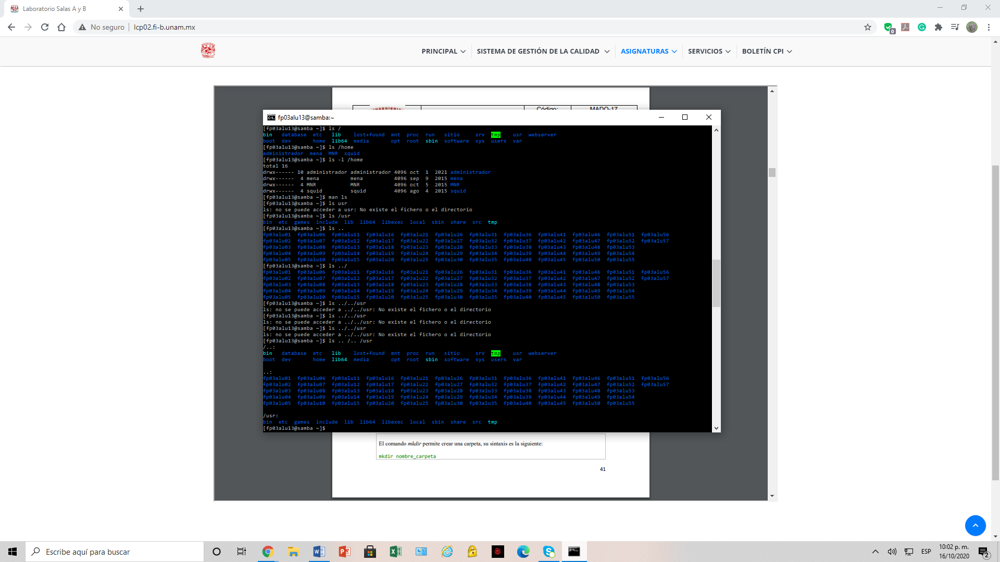 Laboratorio Salas A y B
No seguro
lcp02.fi-b.unam.mx
0
PRINCIPAL
SISTEMA DE GESTIÓN DE LA CALIDAD
ASIGNATURAS
SERVICIOS
BOLETÍN CPI
INGENIERIA
Código:
MADO-17
fp03alu13@samba:~
[fp03alu13@samba ~]$ ls /
bin database etc lib lost+found mnt proc run sitio srv tmp usr webserver
boot dev home lib64 media opt root sbin software sys users var
[fp03alu13@samba ~]$ ls /home
administrador mena MNR squid
[fp03alu13@samba ~]$ ls -l /home
total 16
drwx------ 10 administrador administrador 4096 oct 1 2021 administrador
drwx------ 4 mena mena 4096 sep 9 2015 mena
drwx------ 4 MNR MNR 4096 oct 5 2015 MNR
drwx------ 4 squid squid 4096 ago 4 2015 squid
[fp03alu13@samba ~]$ man ls
[fp03alu13@samba ~]$ ls usr
ls: no se puede acceder a usr: No existe el fichero o el directorio
[fp03alu13@samba ~]$ ls /usr
bin etc games include lib lib64 libexec local sbin share src tmp
[fp03alu13@samba ~]$ ls ..
fp03alu01 fp03alu06 fp03alu11 fp03alu16 fp03alu21 fp03alu26 fp03alu31 fp03alu36 fp03alu41 fp03alu46 fp03alu51 fp03alu56
fp03alu02 fp03alu07 fp03alu12 fp03alu17 fp03alu22 fp03alu27 fp03alu32 fp03alu37 fp03alu42 fp03alu47 fp03alu52 fp03alu57
fp03alu03 fp03alu08 fp03alu13 fp03alu18 fp03alu23 fp03alu28 fp03alu33 fp03alu38 fp03alu43 fp03alu48 fp03alu53
fp03alu04 fp03alu09 fp03alu14 fp03alu19 fp03alu24 fp03alu29 fp03alu34 fp03alu39 fp03alu44 fp03alu49 fp03alu54
fp03alu05 fp03alu10 fp03alu15 fp03alu20 fp03alu25 fp03alu30 fp03alu35 fp03alu40 fp03alu45 fp03alu50 fp03alu55
[fp03alu13@samba ~]$ ls ../
fp03alu01 fp03alu06 fp03alu11 fp03alu16 fp03alu21 fp03alu26 fp03alu31 fp03alu36 fp03alu41 fp03alu46 fp03alu51 fp03alu56
fp03alu02 fp03alu07 fp03alu12 fp03alu17 fp03alu22 fp03alu27 fp03alu32 fp03alu37 fp03alu42 fp03alu47 fp03alu52 fp03alu57
fp03alu03 fp03alu08 fp03alu13 fp03alu18 fp03alu23 fp03alu28 fp03alu33 fp03alu38 fp03alu43 fp03alu48 fp03alu53
fp03alu04 fp03alu09 fp03alu14 fp03alu19 fp03alu24 fp03alu29 fp03alu34 fp03alu39 fp03alu44 fp03alu49 fp03alu54
fp03alu05 fp03alu10 fp03alu15 fp03alu20 fp03alu25 fp03alu30 fp03alu35 fp03alu40 fp03alu45 fp03alu50 fp03alu55
[fp03alu13@samba ~]$ ls ../../usr
ls: no se puede acceder a ../../usr: No existe el fichero o el directorio
[fp03alu13@samba ~]$ ls ../../usr
ls: no se puede acceder a ../../usr: No existe el fichero o el directorio
[fp03alu13@samba ~]$ ls ../../usr
ls: no se puede acceder a ../../usr: No existe el fichero o el directorio
[fp03alu13@samba ~]$ ls .. /.. /usr
/..:
bin database etc lib lost+found mnt proc run sitio srv tmp usr webserver
boot dev home lib64 media opt root sbin software sys users var
..:
fp03alu01 fp03alu06 fp03alu11 fp03alu16 fp03alu21 fp03alu26 fp03alu31 fp03alu36 fp03alu41 fp03alu46 fp03alu51 fp03alu56
fp03alu02 fp03alu07 fp03alu12 fp03alu17 fp03alu22 fp03alu27 fp03alu32 fp03alu37 fp03alu42 fp03alu47 fp03alu52 fp03alu57
fp03alu03 fp03alu08 fp03alu13 fp03alu18 fp03alu23 fp03alu28 fp03alu33 fp03alu38 fp03alu43 fp03alu48 fp03alu53
fp03alu04 fp03alu09 fp03alu14 fp03alu19 fp03alu24 fp03alu29 fp03alu34 fp03alu39 fp03alu44 fp03alu49 fp03alu54
fp03alu05 fp03alu10 fp03alu15 fp03alu20 fp03alu25 fp03alu30 fp03alu35 fp03alu40 fp03alu45 fp03alu50 fp03alu55
/usr:
bin etc games include lib lib64 libexec local sbin share src tmp
[fp03alu13@samba ~]$
El comando mkdir permite crear una carpeta, su sintaxis es la siguiente:
mkdir nombre_carpeta
41
Escribe aquí para buscar
ESP
10:02 p. m.
16/10/2020
2